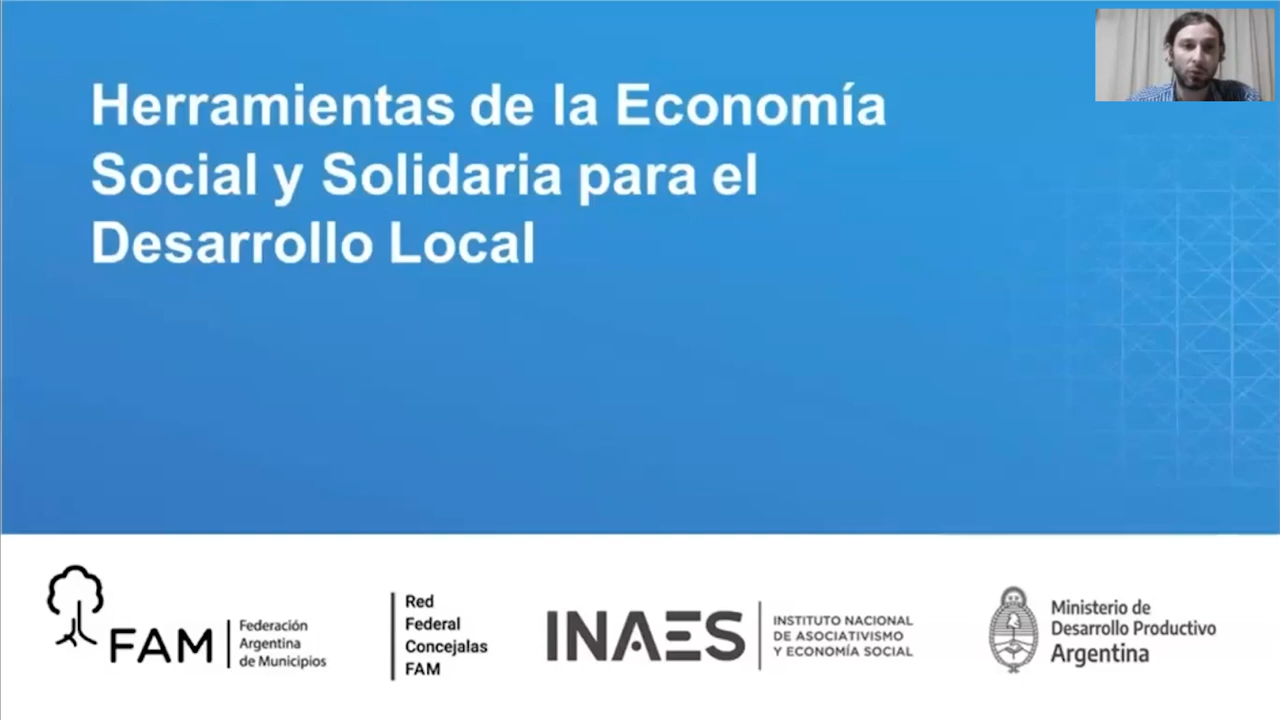 Herramientas de la Economía
Social y Solidaria para el
Desarrollo Local
FAM
Federación
Argentina
de Municipios
Red
Federal
Concejalas
FAM
INAES
INSTITUTO NACIONAL
DE ASOCIATIVISMO
Y ECONOMÍA SOCIAL
Ministerio de
Desarrollo Productivo
Argentina